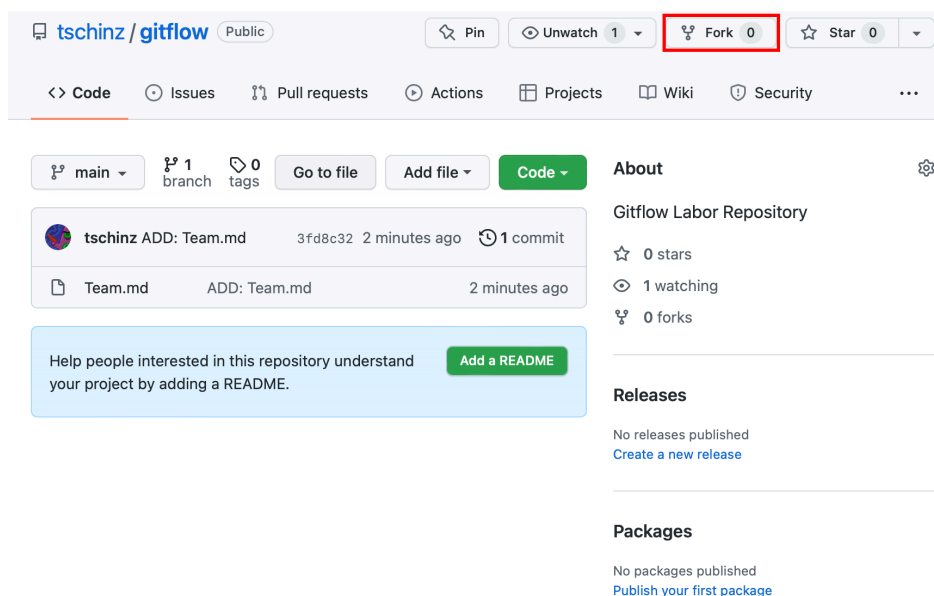 tschinz / gitflow Public Pin Unwatch 1 Fork 0 Star 0
<> Code Issues Pull requests Actions Projects Wiki Security ...
main 1 branch 0 tags Go to file Add file Code
tschinz ADD: Team.md 3fd8c32 2 minutes ago 1 commit
Team.md ADD: Team.md 2 minutes ago
Help people interested in this repository understand
your project by adding a README.
Add a README
About
Gitflow Labor Repository
0 stars
1 watching
0 forks
Releases
No releases published
Create a new release
Packages
No packages published
Publish your first package